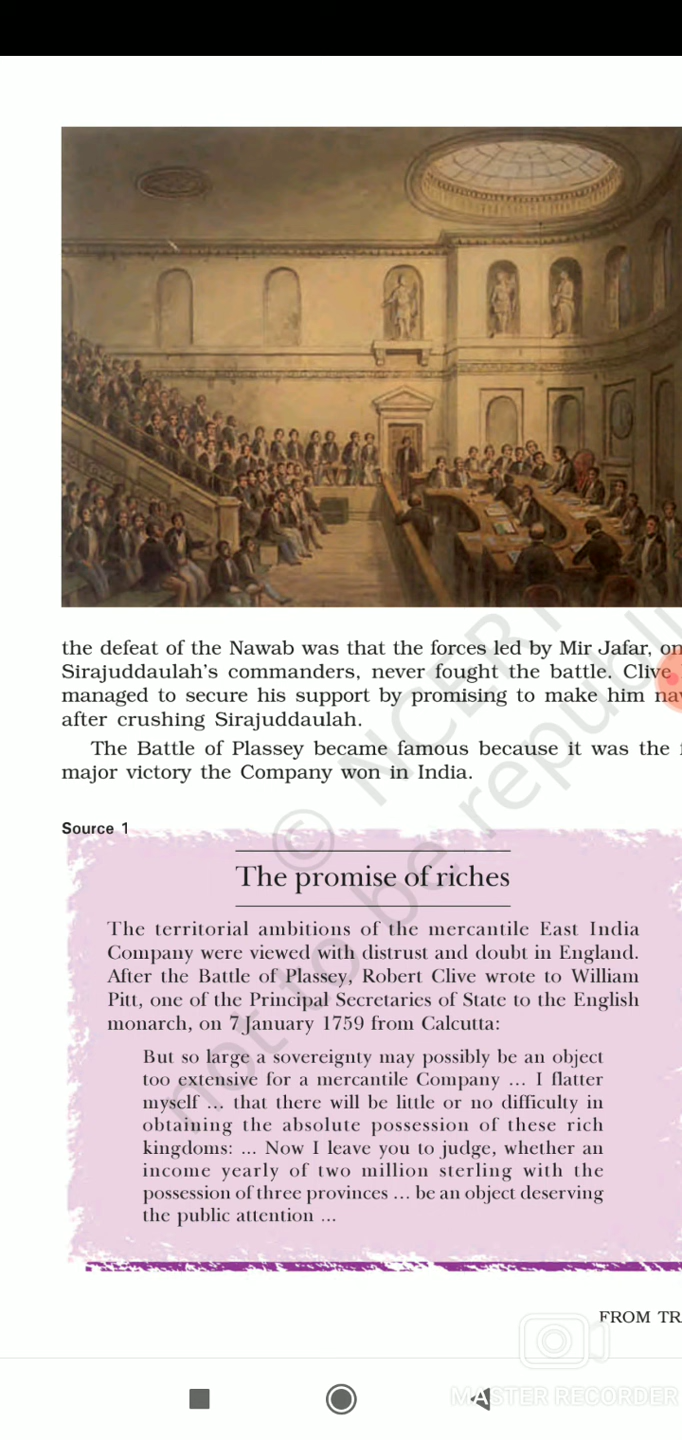 the defeat of the Nawab was that the forces led by Mir Jafar, on
Sirajuddaulah's commanders, never fought the battle. Clive
managed to secure his support by promising to make him na
after crushing Sirajuddaulah.
The Battle of Plassey became famous because it was the
major victory the Company won in India.
Source 1
The promise of riches
The territorial ambitions of the mercantile East India
Company were viewed with distrust and doubt in England.
After the Battle of Plassey, Robert Clive wrote to William
Pitt, one of the Principal Secretaries of State to the English
monarch, on 7 January 1759 from Calcutta:
But so large a sovereignty may possibly be an object
too extensive for a mercantile Company ... I flatter
myself ... that there will be little or no difficulty in
obtaining the absolute possession of these rich
kingdoms: ... Now I leave you to judge, whether an
income yearly of two million sterling with the
possession of three provinces ... be an object deserving
the public attention ...
© NCERT
not to be republi
FROM TR
MASTER RECORDER